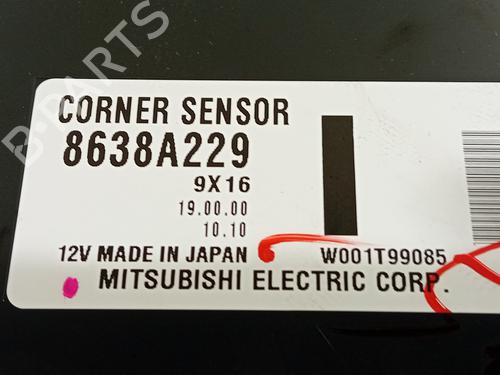 B-PARTS
CORNER SENSOR
8638A229
9X16
19.00.00
10.10
12V MADE IN JAPAN W001T99085
MITSUBISHI ELECTRIC CORP.